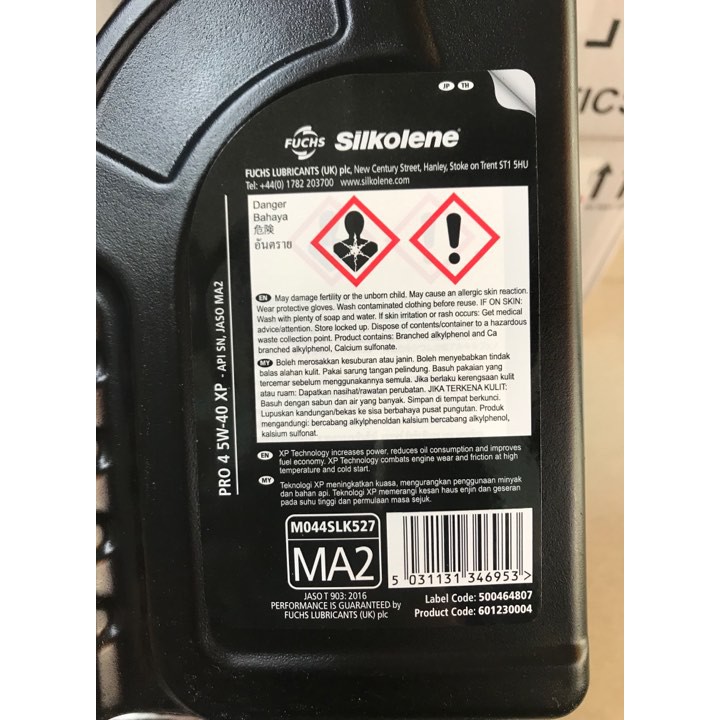 JP TH
FUCHS Silkolene®
FUCHS LUBRICANTS (UK) plc, New Century Street, Hanley, Stoke on Trent ST1 5HU
Tel: +44(0) 1782 203700 www.silkolene.com
Danger
Bahaya
危険
อันตราย
EN May damage fertility or the unborn child. May cause an allergic skin reaction.
Wear protective gloves. Wash contaminated clothing before reuse. IF ON SKIN:
Wash with plenty of soap and water. If skin irritation or rash occurs: Get medical
advice/attention. Store locked up. Dispose of contents/container to a hazardous
waste collection point. Product contains: Branched alkylphenol and Ca
branched alkylphenol, Calcium sulfonate.
MY Boleh merosakkan kesuburan atau janin. Boleh menyebabkan tindak
balas alahan kulit. Pakai sarung tangan pelindung. Basuh pakaian yang
tercemar sebelum menggunakannya semula. Jika berlaku kerengsaan kulit
atau ruam: Dapatkan nasihat/rawatan perubatan. JIKA TERKENA KULIT:
Basuh dengan sabun dan air yang banyak. Simpan di tempat berkunci.
Lupuskan kandungan/bekas ke sisa berbahaya pusat pungutan. Produk
mengandungi: bercabang alkylphenoldan kalsium bercabang alkylphenol,
kalsium sulfonat.
EN XP Technology increases power, reduces oil consumption and improves
fuel economy. XP Technology combats engine wear and friction at high
temperature and cold start.
MY Teknologi XP meningkatkan kuasa, mengurangkan penggunaan minyak
dan bahan api. Teknologi XP memerangi kesan haus enjin dan geseran
pada suhu tinggi dan permulaan masa sejuk.
PRO 4 5W-40 XP - API SN, JASO MA2
M044SLK527
MA2
JASO T 903: 2016
PERFORMANCE IS GUARANTEED by
FUCHS LUBRICANTS (UK) plc
5 031131 346953 >
Label Code: 500464807
Product Code: 601230004